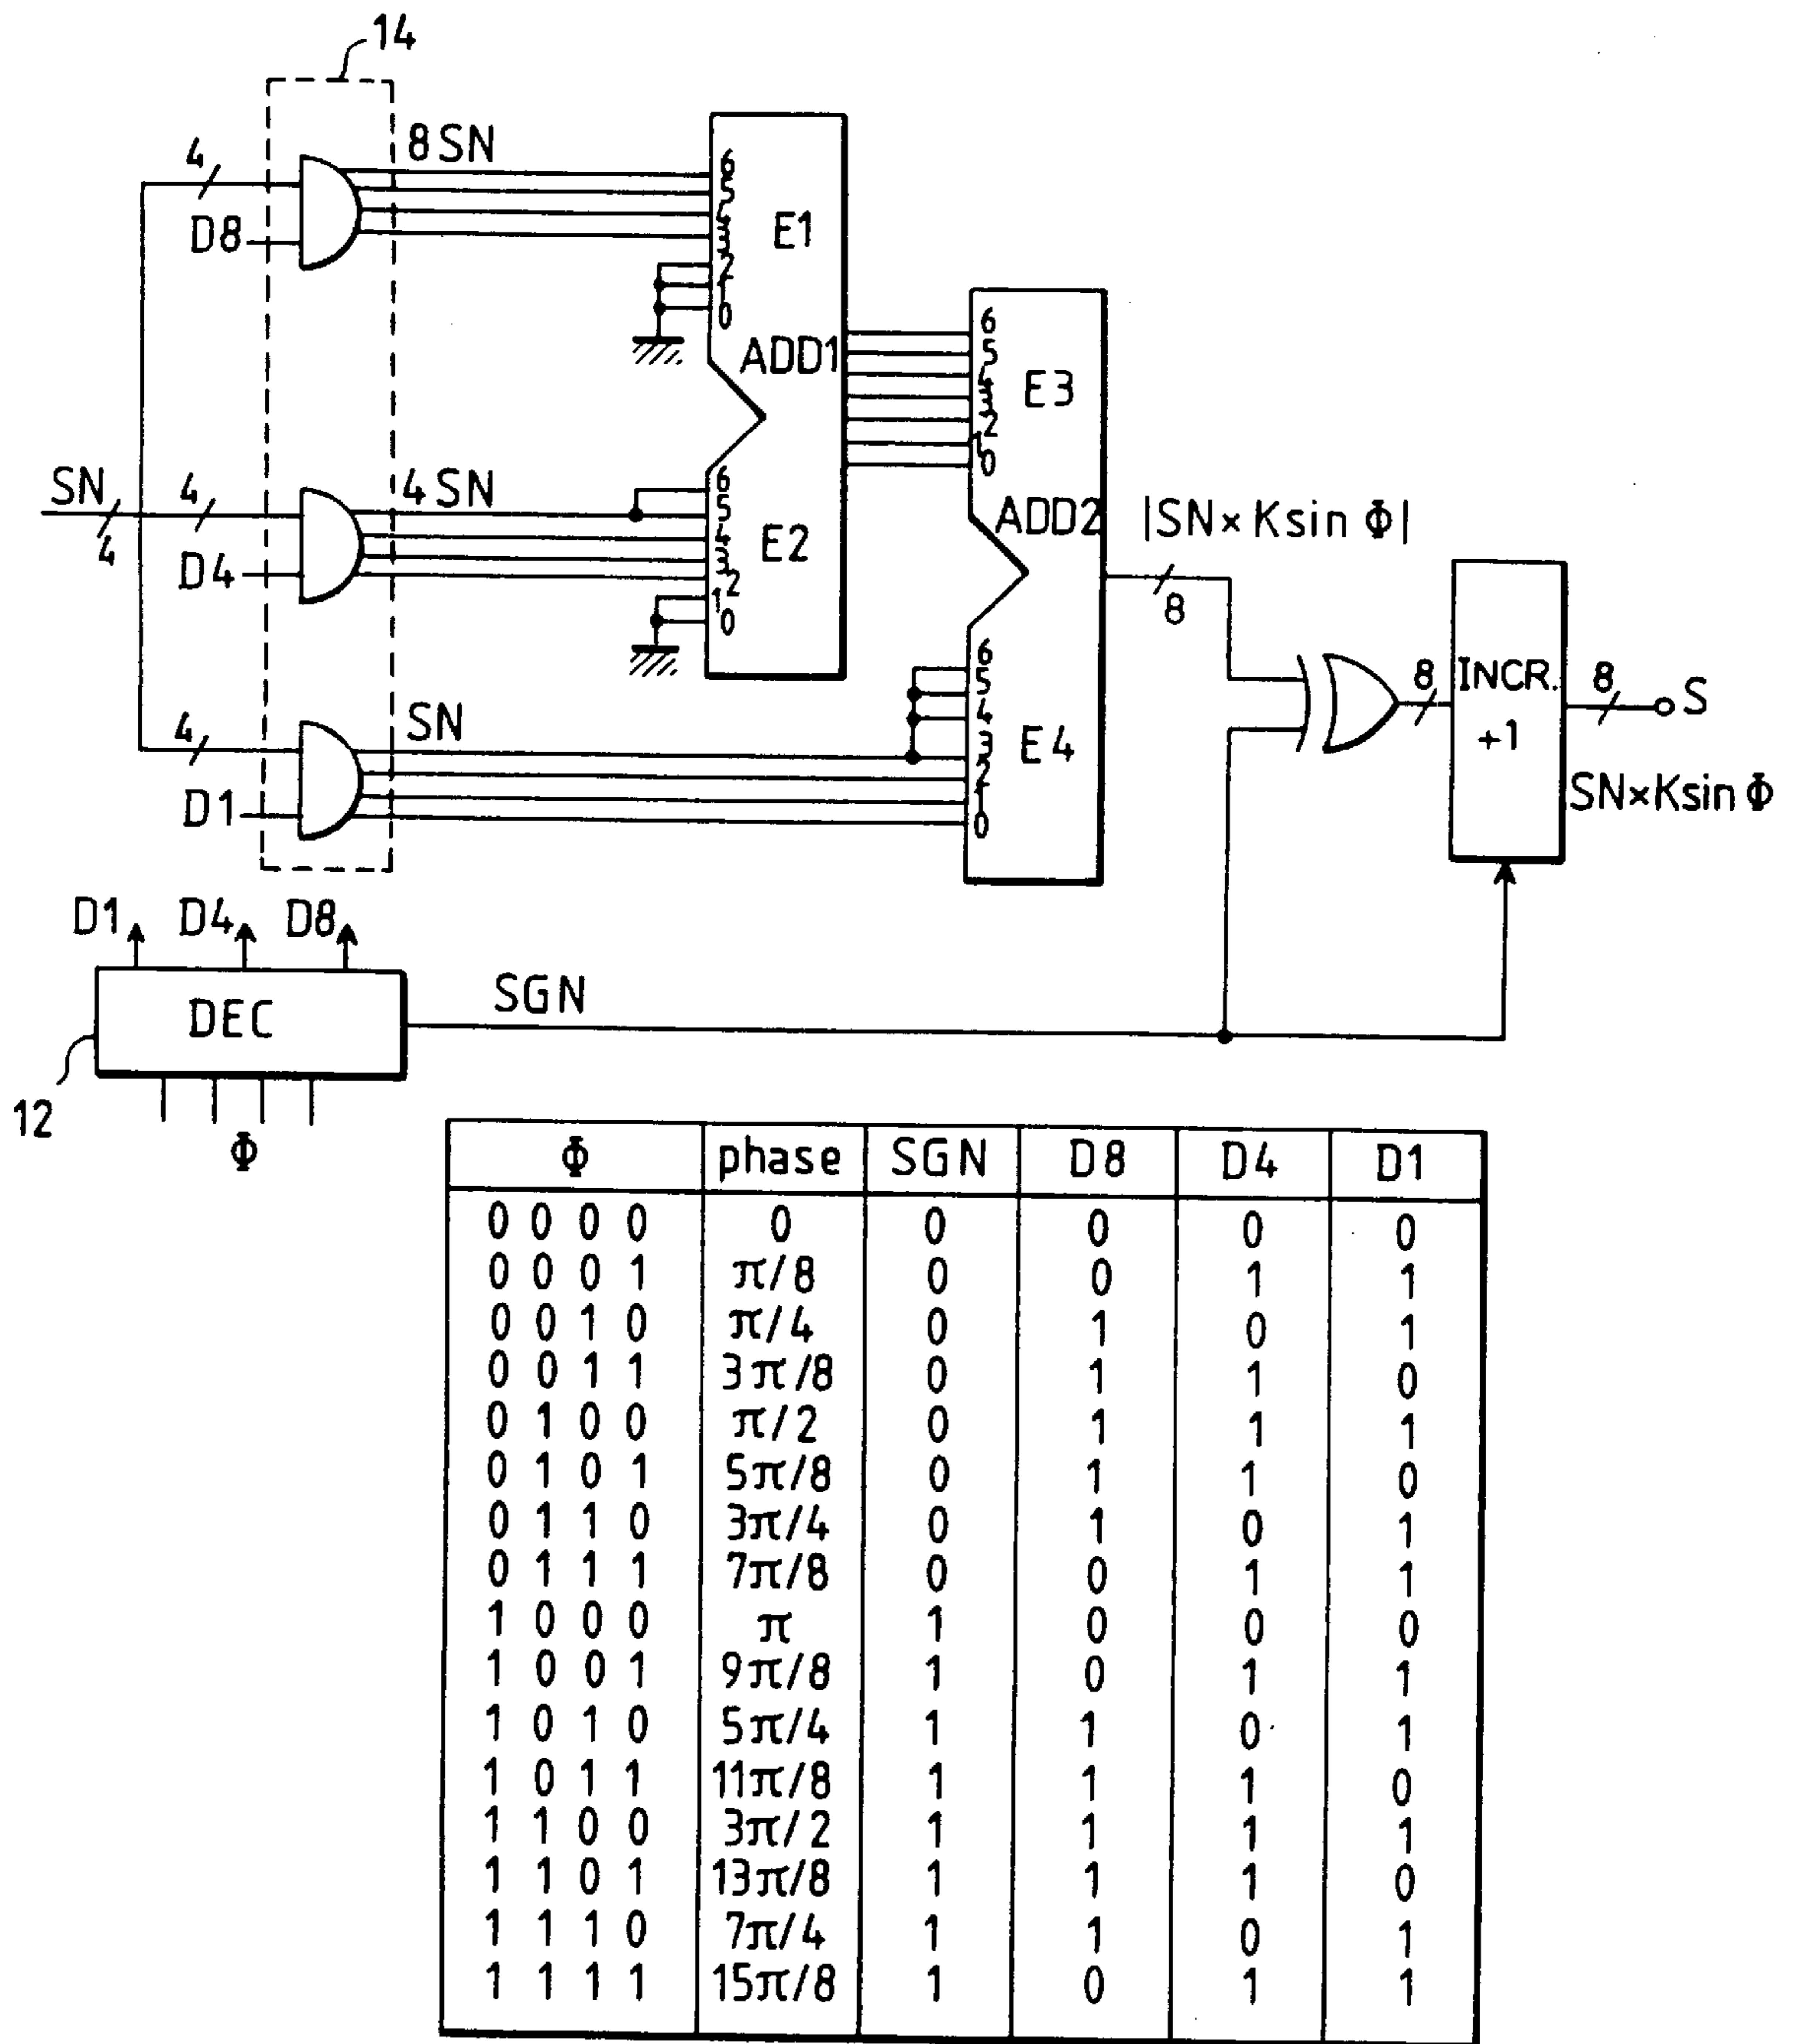 14
8 SN
4
D8
6
5
4
3
2
1
0
E1
ADD1
6
5
4
3
2
1
0
E3
SN
4
4
4 SN
D4
6
5
4
3
2
1
0
E2
ADD2
|SN×Ksin Φ|
8
4
SN
D1
6
5
4
3
2
1
0
E4
8
INCR.
+1
8
S
SN×Ksin Φ
D1 D4 D8
DEC
SGN
12
Φ
Φ phase SGN D8 D4 D1
0 0 0 0 0 0 0 0 0
0 0 0 1 π/8 0 0 1 1
0 0 1 0 π/4 0 1 0 1
0 0 1 1 3π/8 0 1 1 0
0 1 0 0 π/2 0 1 1 1
0 1 0 1 5π/8 0 1 1 0
0 1 1 0 3π/4 0 1 0 1
0 1 1 1 7π/8 0 0 1 1
1 0 0 0 π 1 0 0 0
1 0 0 1 9π/8 1 0 1 1
1 0 1 0 5π/4 1 1 0 1
1 0 1 1 11π/8 1 1 1 0
1 1 0 0 3π/2 1 1 1 1
1 1 0 1 13π/8 1 1 1 0
1 1 1 0 7π/4 1 1 0 1
1 1 1 1 15π/8 1 0 1 1